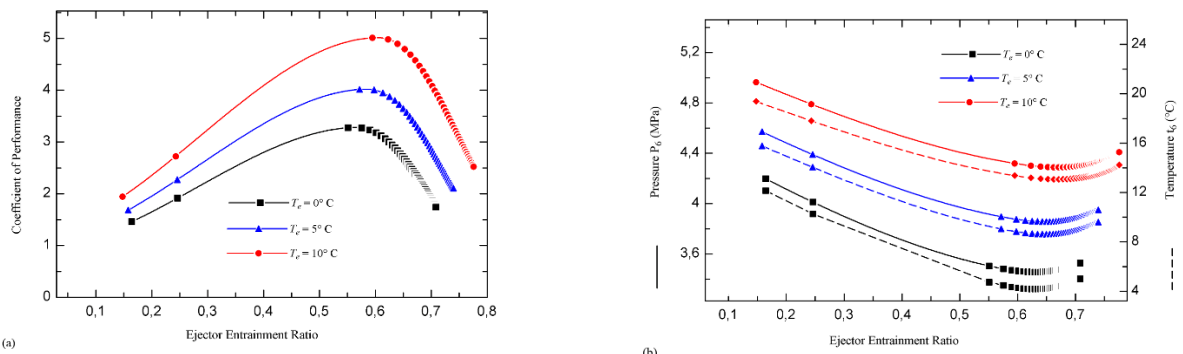 5
4
3
2
1
0
Coefficient of Performance
Tₑ = 0° C
Tₑ = 5° C
Tₑ = 10° C
0,1 0,2 0,3 0,4 0,5 0,6 0,7 0,8
Ejector Entrainment Ratio
(a)
5,2
4,8
4,4
4
3,6
Pressure P₆ (MPa)
Tₑ = 0° C
Tₑ = 5° C
Tₑ = 10° C
24
20
16
12
8
4
Temperature t₆ (°C)
0,1 0,2 0,3 0,4 0,5 0,6 0,7
Ejector Entrainment Ratio
(b)